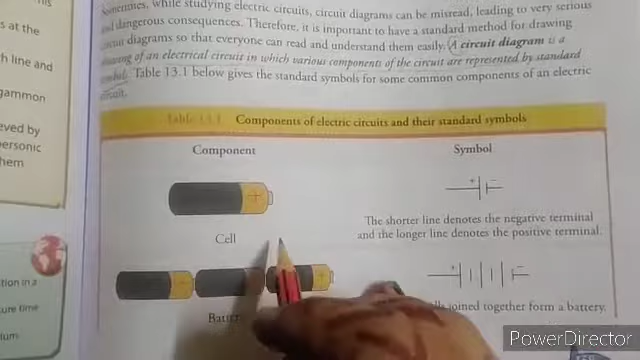 his
s at the
h line and
gammon
eved by
ersonic
hem
tion in a
ure time
lum
Sometimes, while studying electric circuits, circuit diagrams can be misread, leading to very serious
and dangerous consequences. Therefore, it is important to have a standard method for drawing
circuit diagrams so that everyone can read and understand them easily. A circuit diagram is a
drawing of an electrical circuit in which various components of the circuit are represented by standard
symbols. Table 13.1 below gives the standard symbols for some common components of an electric
circuit.
Table 13.1 Components of electric circuits and their standard symbols
Component Symbol
+
+ −
Cell
The shorter line denotes the negative terminal
and the longer line denotes the positive terminal.
+ + +
+ −
joined together form a battery.
PowerDirector